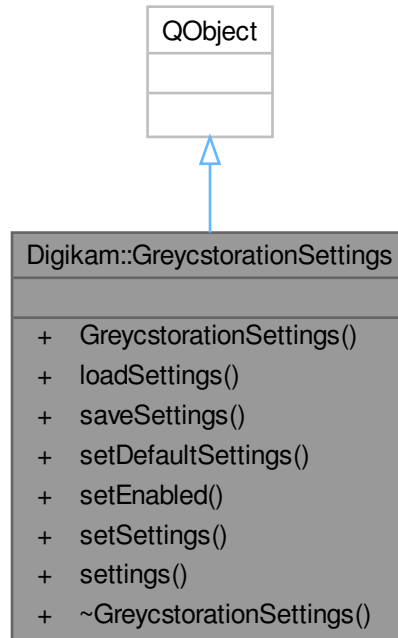 QObject
Digikam::GreycstorationSettings
+ GreycstorationSettings()
+ loadSettings()
+ saveSettings()
+ setDefaultSettings()
+ setEnabled()
+ setSettings()
+ settings()
+ ~GreycstorationSettings()